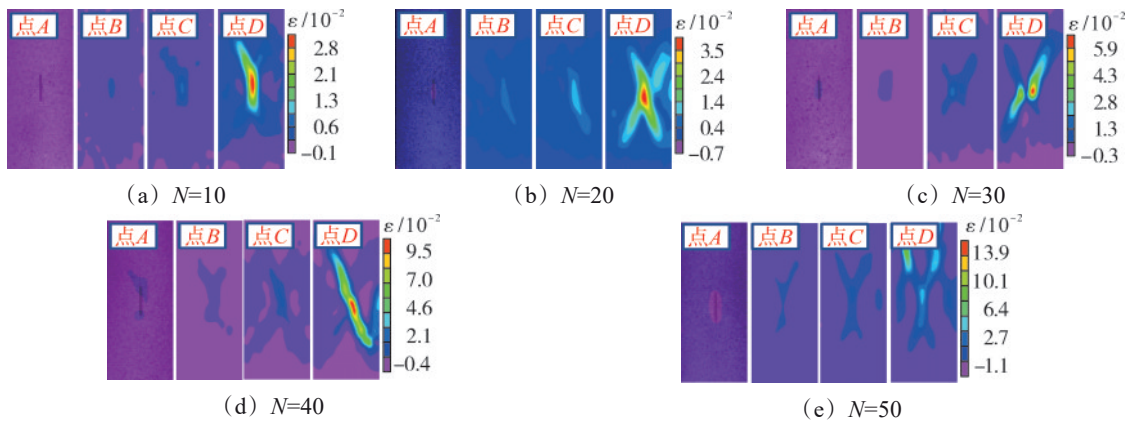 点A 点B 点C 点D ε/10⁻²
2.8
2.1
1.3
0.6
−0.1
(a) N=10
点A 点B 点C 点D ε/10⁻²
3.5
2.4
1.4
0.4
−0.7
(b) N=20
点A 点B 点C 点D ε/10⁻²
5.9
4.3
2.8
1.3
−0.3
(c) N=30
点A 点B 点C 点D ε/10⁻²
9.5
7.0
4.6
2.1
−0.4
(d) N=40
点A 点B 点C 点D ε/10⁻²
13.9
10.1
6.4
2.7
−1.1
(e) N=50